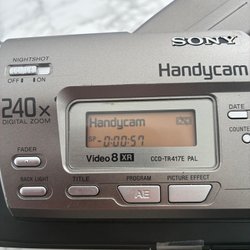 NIGHTSHOT
SONY
OFF ON
Handycam
240x
DIGITAL ZOOM
Handycam
SP - 0:00:57
DATE
COUNTE
FADER
Video 8 XR
CCD-TR417E PAL
BACK LIGHT
TITLE
PROGRAM
PICTURE EFFECT
AE